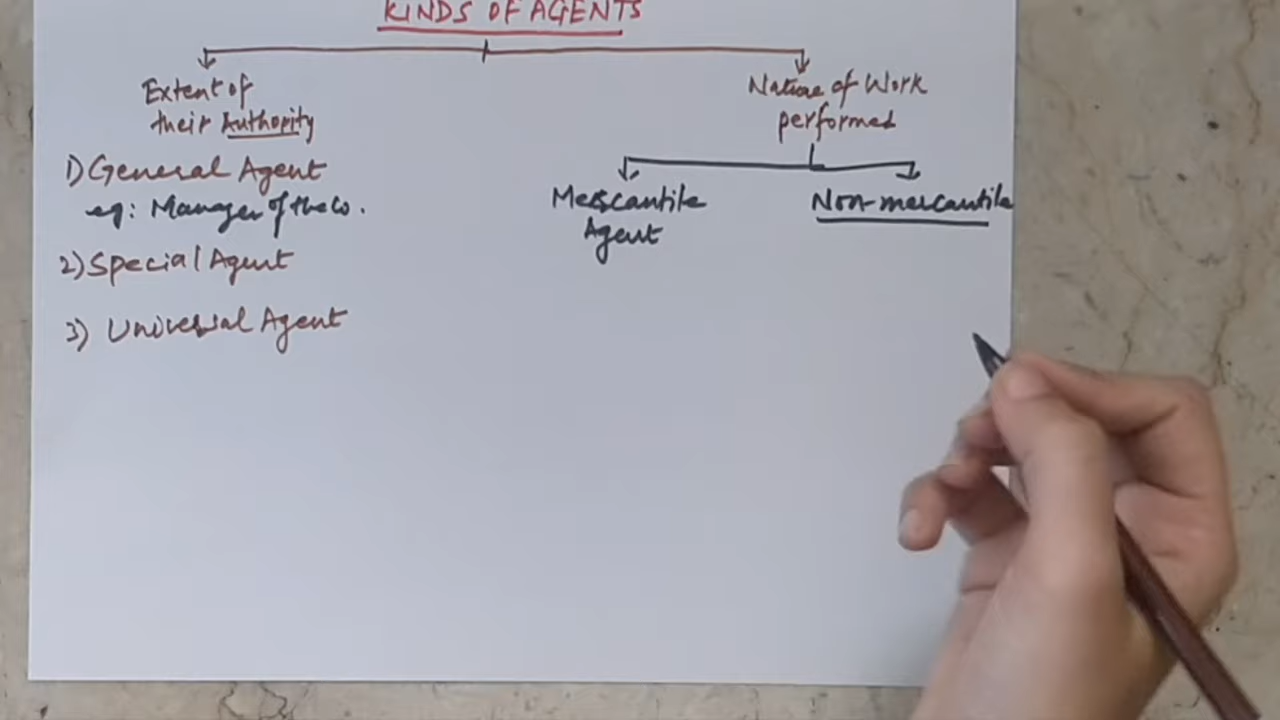 KINDS OF AGENTS
Extent of
their Authority
1) General Agent
eg: Manager of the Co.
2) Special Agent
3) Universal Agent
Nature of Work
performed
Mercantile
Agent
Non-mercantile